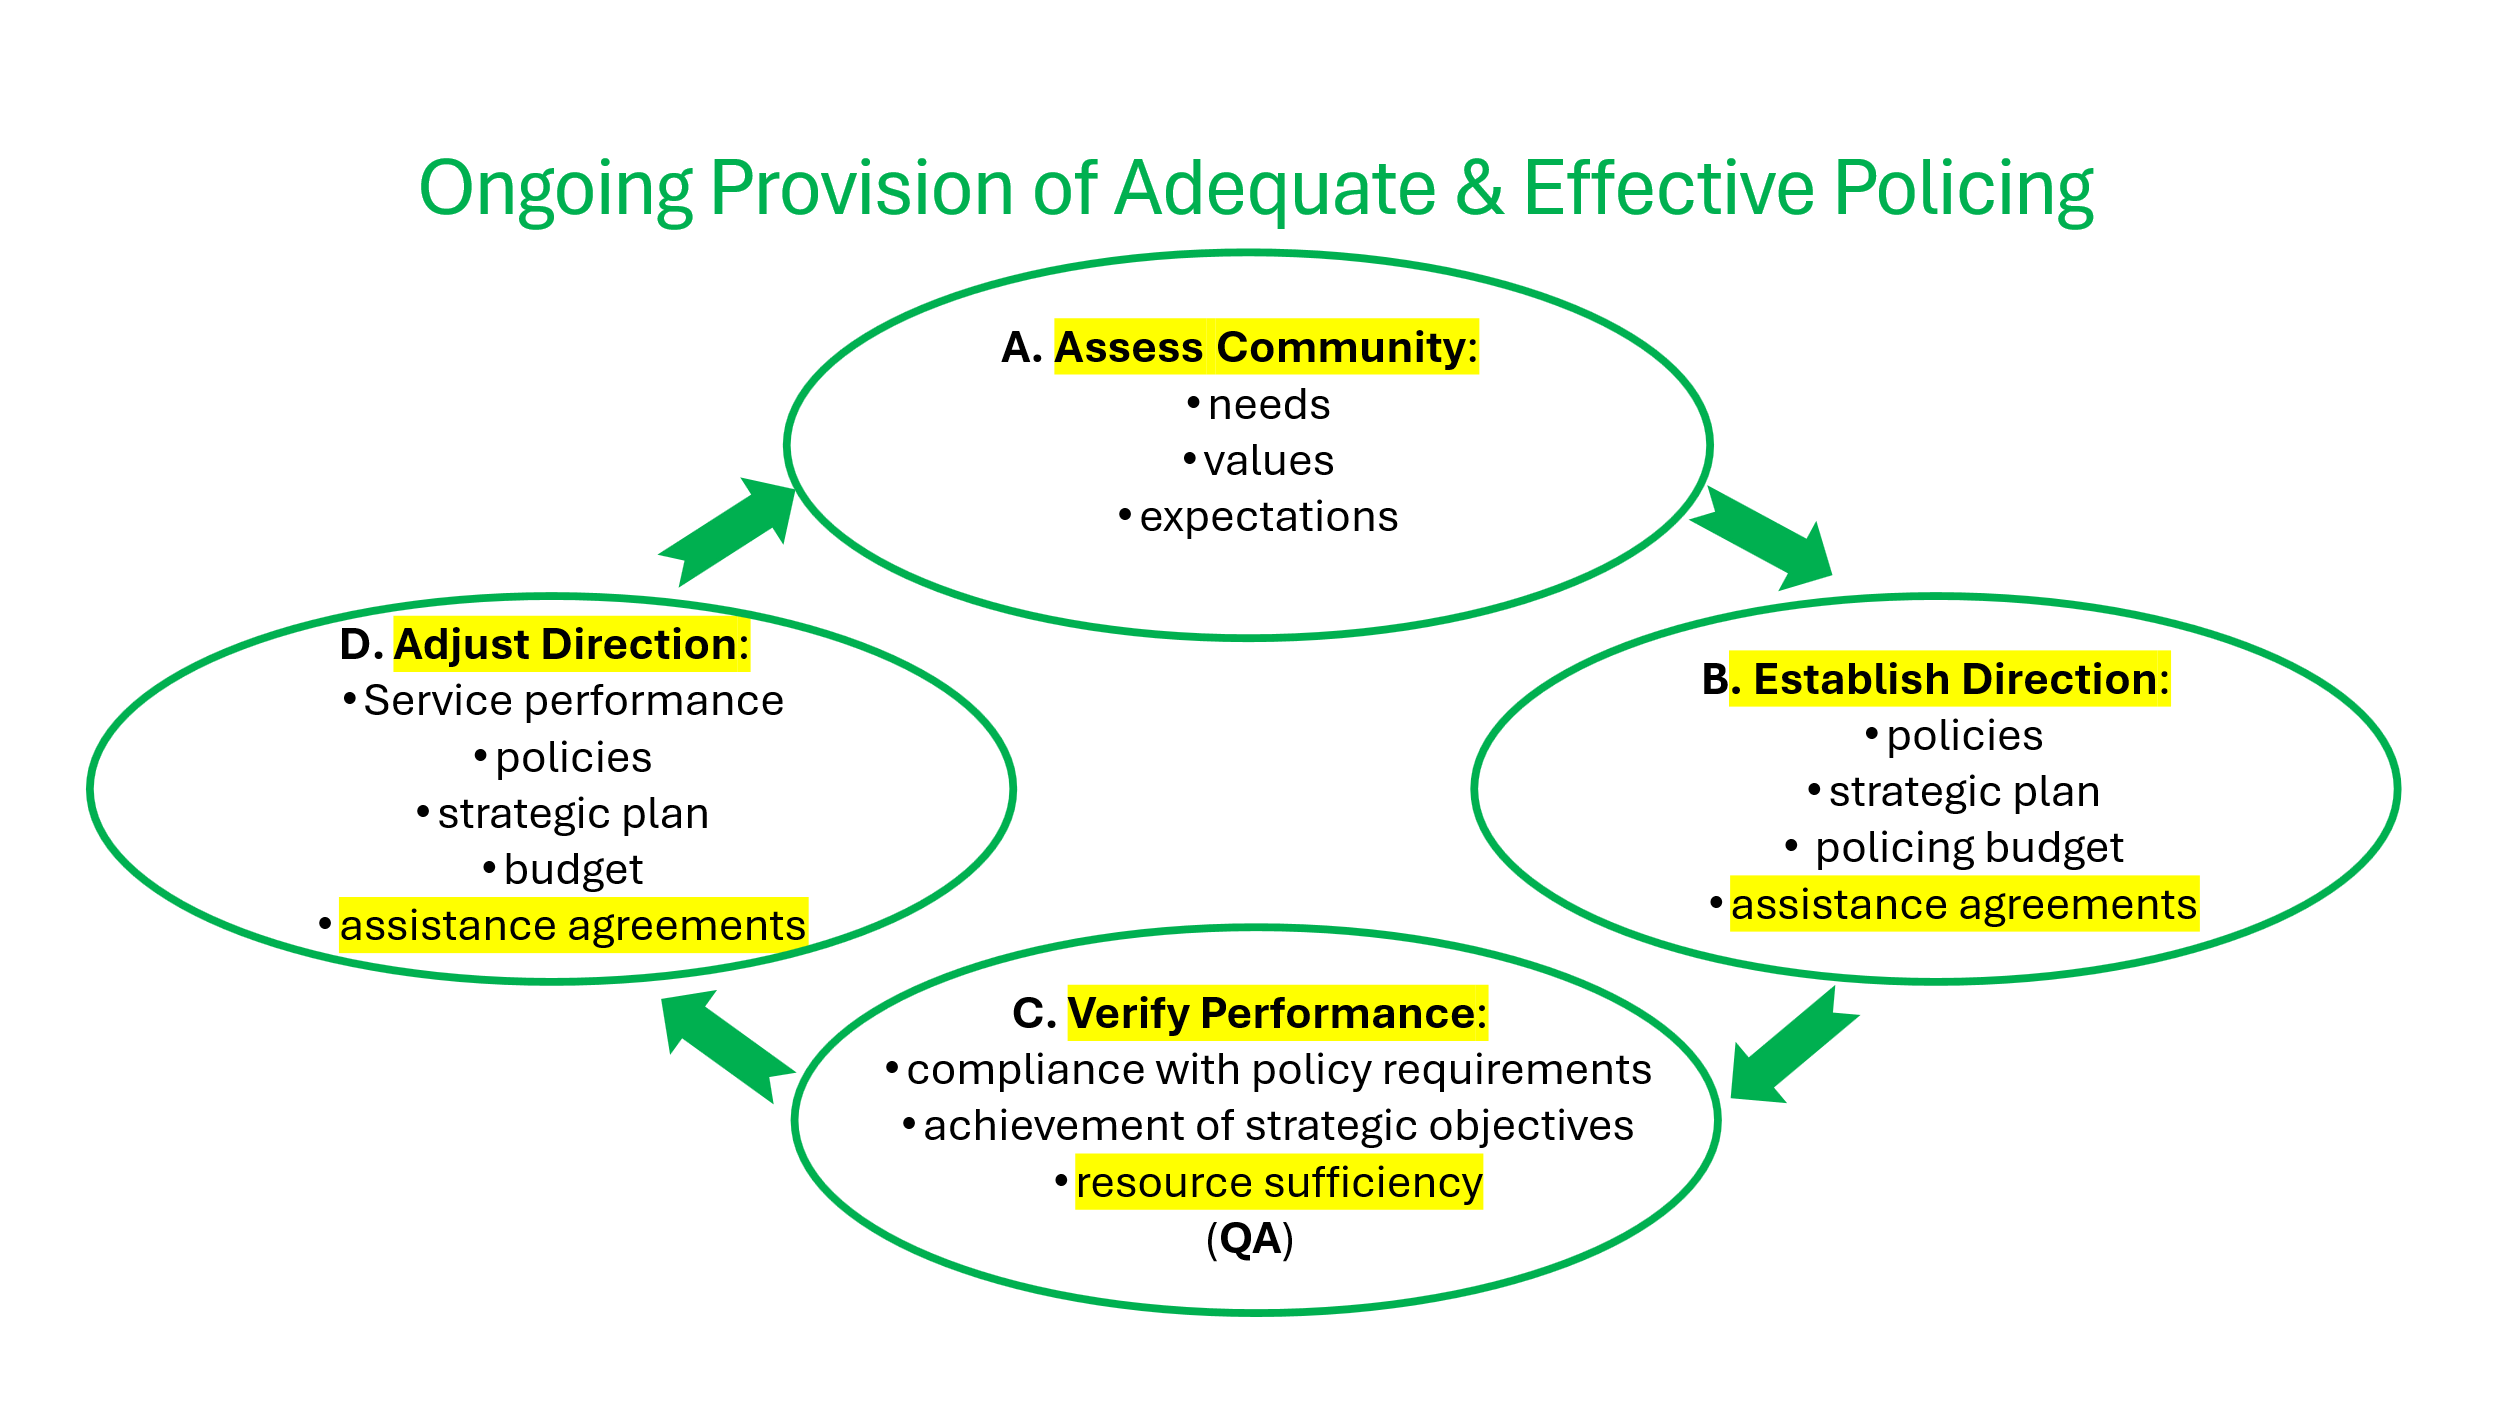 Ongoing Provision of Adequate & Effective Policing
A. Assess Community:
•needs
•values
•expectations
B. Establish Direction:
•policies
•strategic plan
• policing budget
•assistance agreements
C. Verify Performance:
•compliance with policy requirements
•achievement of strategic objectives
•resource sufficiency
(QA)
D. Adjust Direction:
•Service performance
•policies
•strategic plan
•budget
•assistance agreements